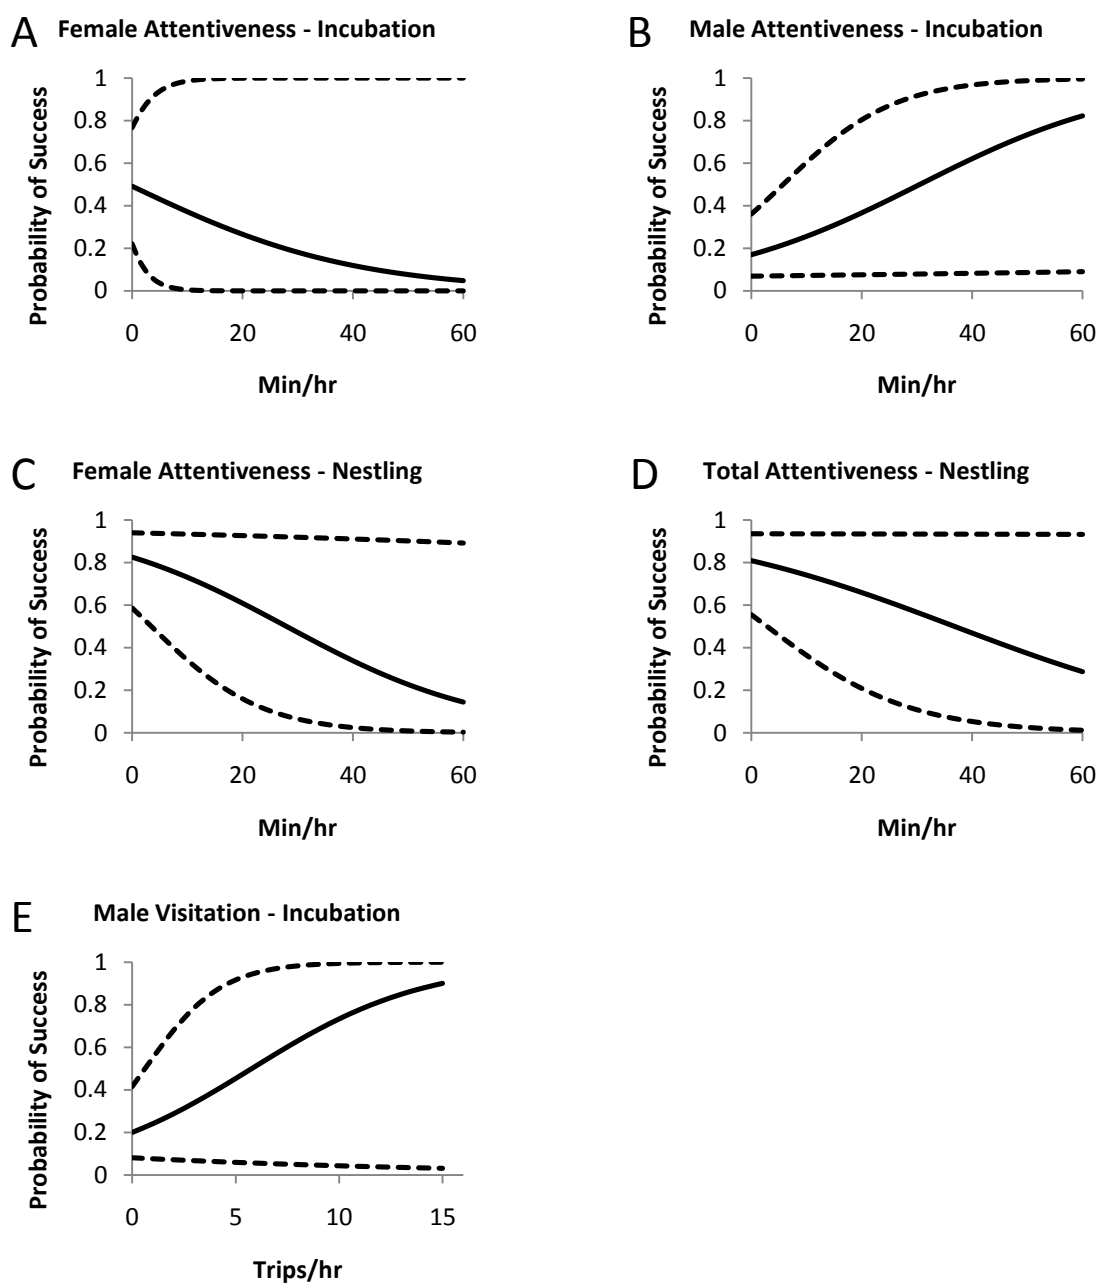 A Female Attentiveness - Incubation
Probability of Success
1
0.8
0.6
0.4
0.2
0
0 20 40 60
Min/hr
B Male Attentiveness - Incubation
Probability of Success
1
0.8
0.6
0.4
0.2
0
0 20 40 60
Min/hr
C Female Attentiveness - Nestling
Probability of Success
1
0.8
0.6
0.4
0.2
0
0 20 40 60
Min/hr
D Total Attentiveness - Nestling
Probability of Success
1
0.8
0.6
0.4
0.2
0
0 20 40 60
Min/hr
E Male Visitation - Incubation
Probability of Success
1
0.8
0.6
0.4
0.2
0
0 5 10 15
Trips/hr